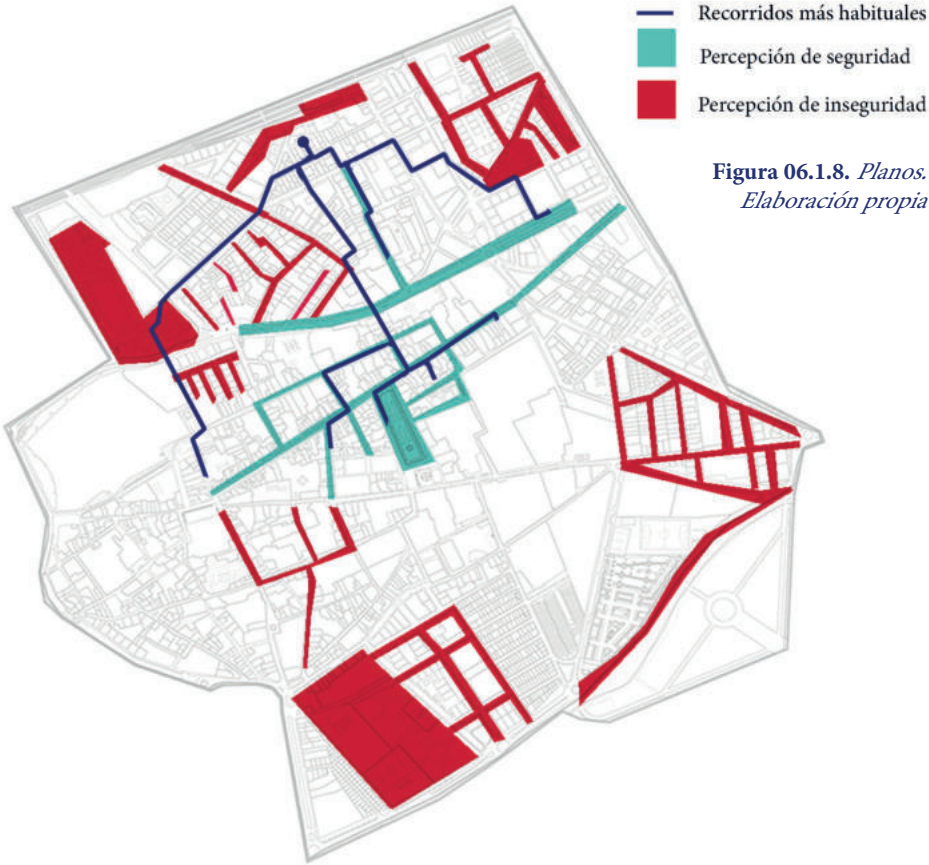 Recorridos más habituales
Percepción de seguridad
Percepción de inseguridad
Figura 06.1.8. Planos.
Elaboración propia